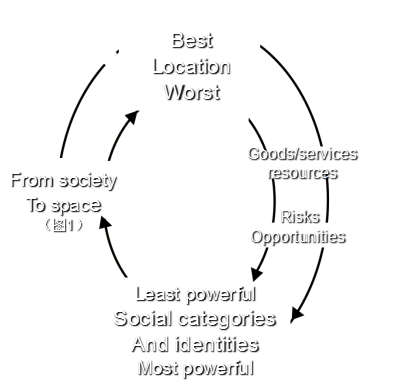 Best
Location
Worst
Goods/services
resources
Risks
Opportunities
From society
To space
（图1）
Least powerful
Social categories
And identities
Most powerful